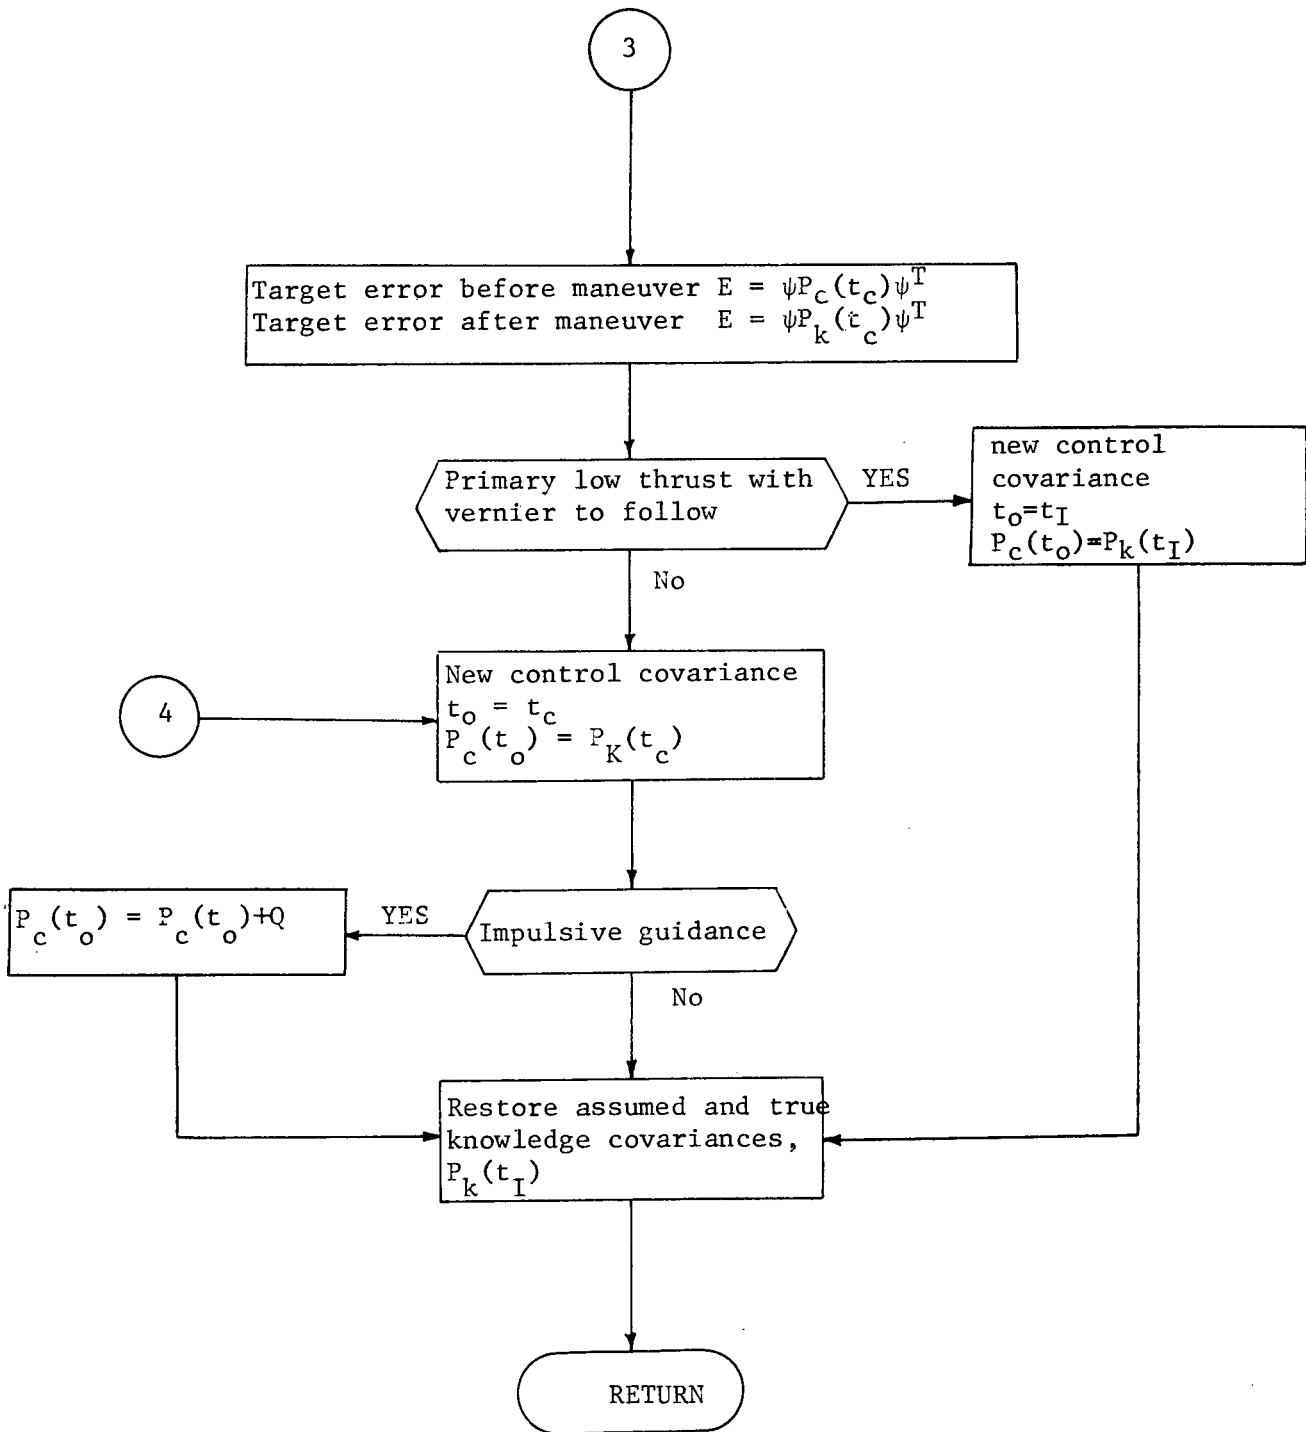 3
Target error before maneuver E = ψP_c(t_c)ψ^T
Target error after maneuver E = ψP_k(t_c)ψ^T
Primary low thrust with
vernier to follow
YES
new control
covariance
t_o=t_I
P_c(t_o)=P_k(t_I)
No
New control covariance
t_o = t_c
P_c(t_o) = P_K(t_c)
4
P_c(t_o) = P_c(t_o)+Q
YES
Impulsive guidance
No
Restore assumed and true
knowledge covariances,
P_k(t_I)
RETURN